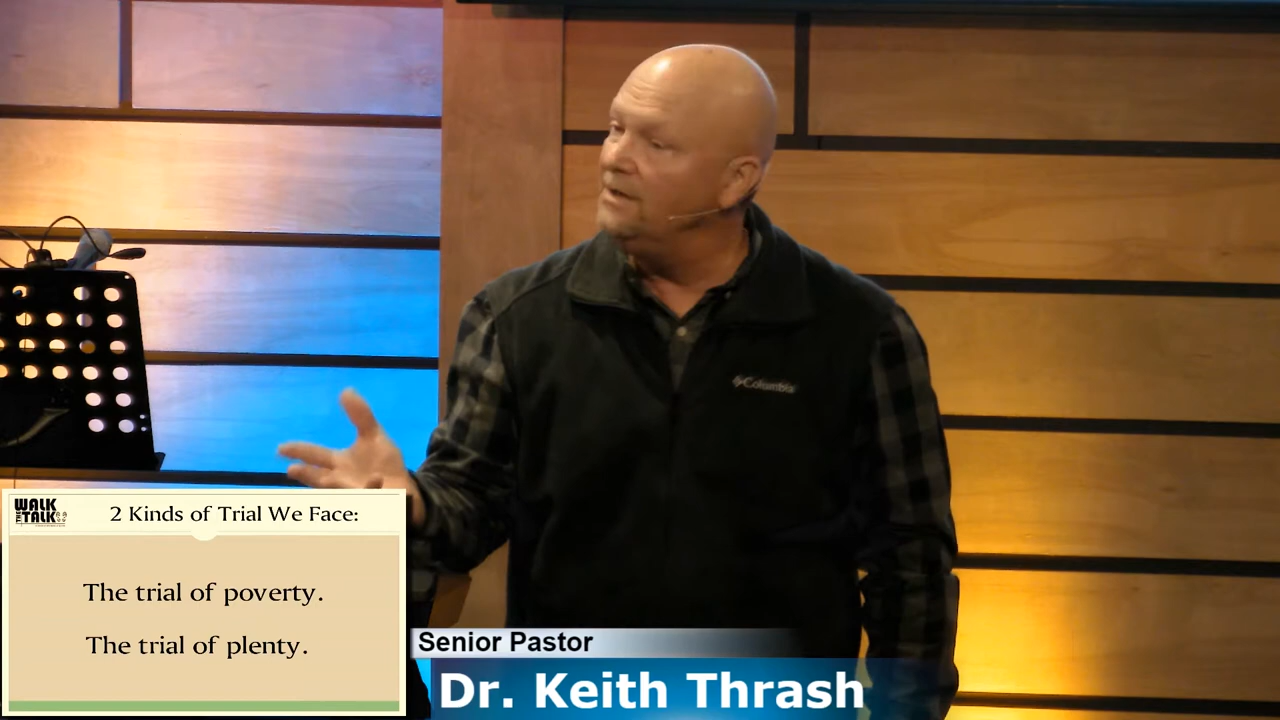 Columbia
WALK
THE TALK
2 Kinds of Trial We Face:
The trial of poverty.
The trial of plenty.
Senior Pastor
Dr. Keith Thrash